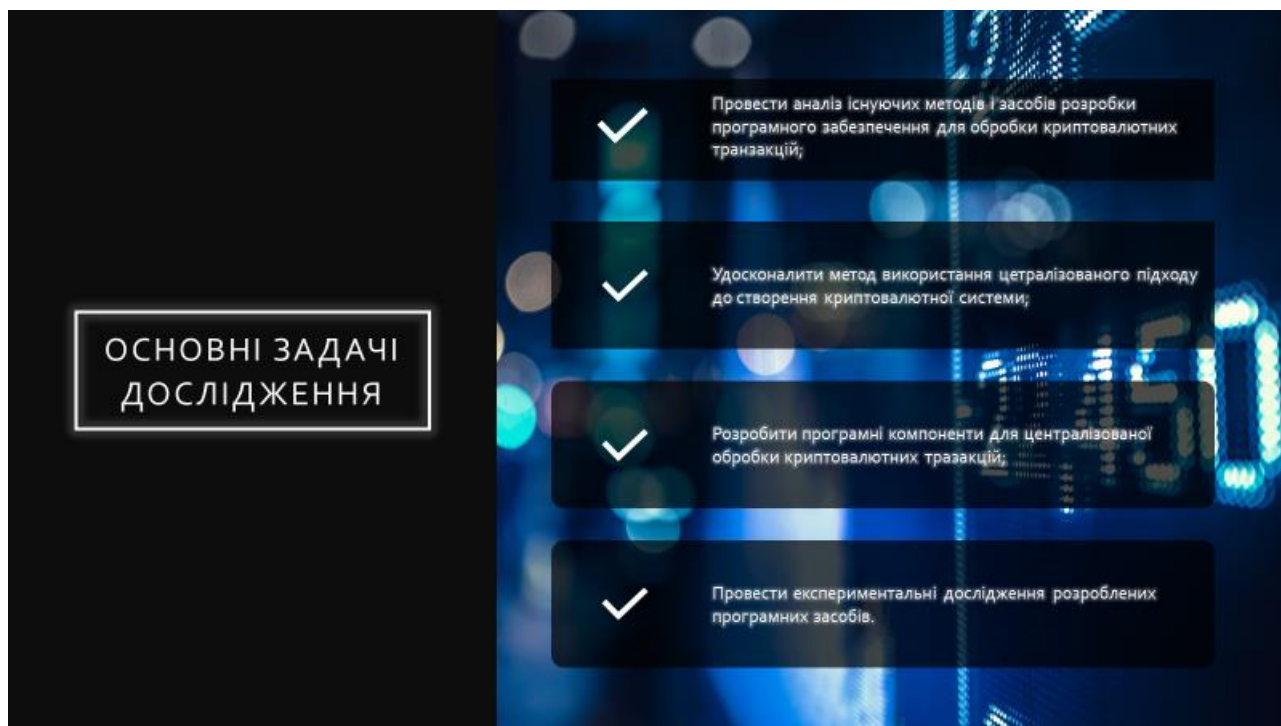 ОСНОВНІ ЗАДАЧІ
ДОСЛІДЖЕННЯ
Провести аналіз існуючих методів і засобів розробки
програмного забезпечення для обробки криптовалютних
транзакцій;
Удосконалити метод використання цетралізованого підходу
до створення криптовалютної системи;
Розробити програмні компоненти для централізованої
обробки криптовалютних тразакцій;
Провести експериментальні дослідження розроблених
програмних засобів.